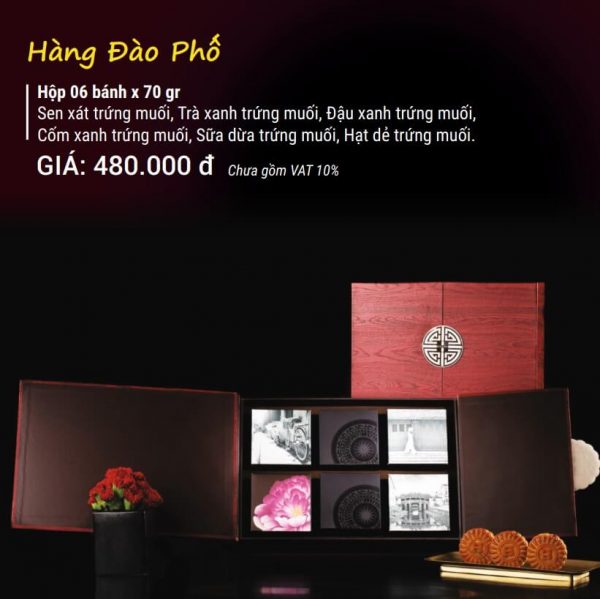 Hàng Đào Phố
Hộp 06 bánh x 70 gr
Sen xát trứng muối, Trà xanh trứng muối, Đậu xanh trứng muối,
Cốm xanh trứng muối, Sữa dừa trứng muối, Hạt dẻ trứng muối.
GIÁ: 480.000 đ Chưa gồm VAT 10%